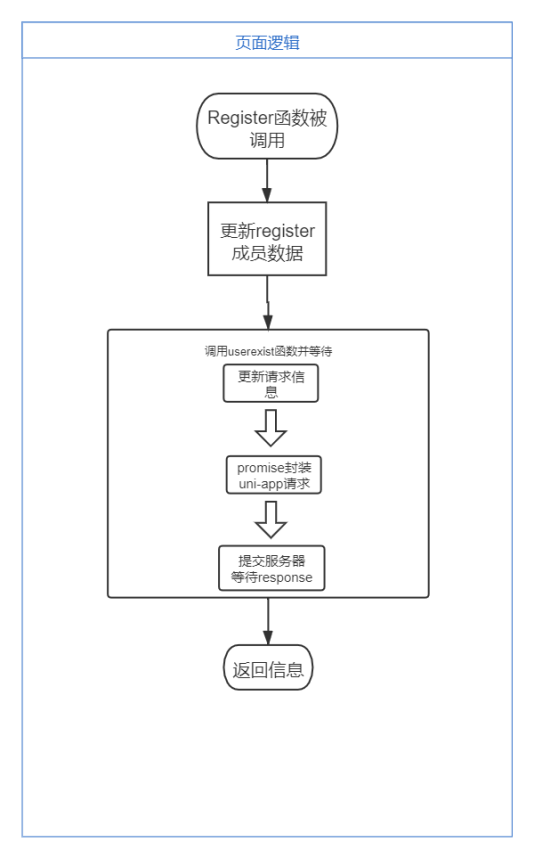 页面逻辑
Register函数被
调用
更新register
成员数据
调用userexist函数并等待
更新请求信
息
promise封装
uni-app请求
提交服务器
等待response
返回信息